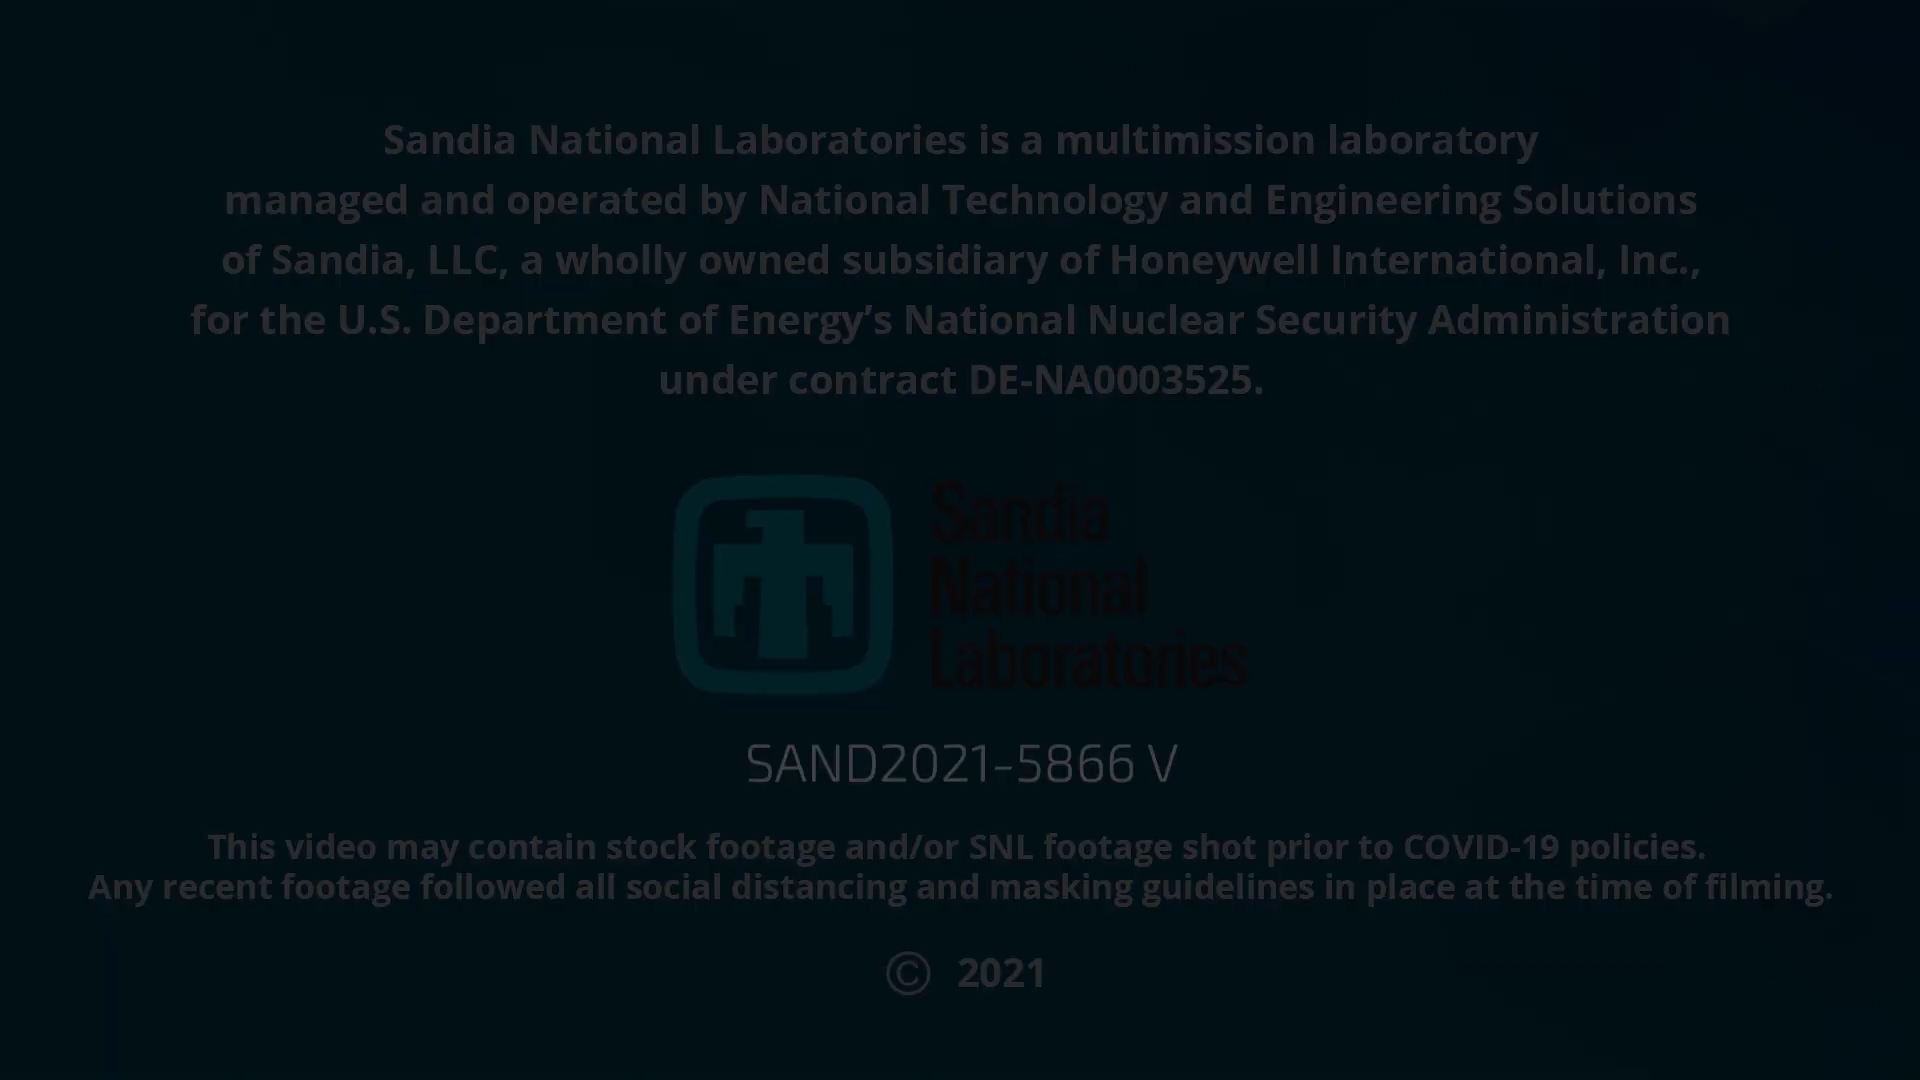 Sandia National Laboratories is a multimission laboratory
managed and operated by National Technology and Engineering Solutions
of Sandia, LLC, a wholly owned subsidiary of Honeywell International, Inc.,
for the U.S. Department of Energy’s National Nuclear Security Administration
under contract DE-NA0003525.
Sandia
National
Laboratories
SAND2021-5866 V
This video may contain stock footage and/or SNL footage shot prior to COVID-19 policies.
Any recent footage followed all social distancing and masking guidelines in place at the time of filming.
© 2021